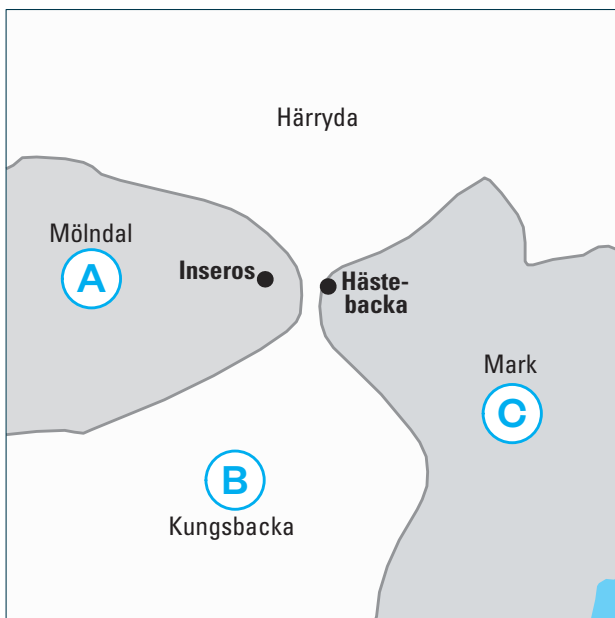 Härryda
Mölndal
A
Inseros
Häste-
backa
Mark
C
B
Kungsbacka